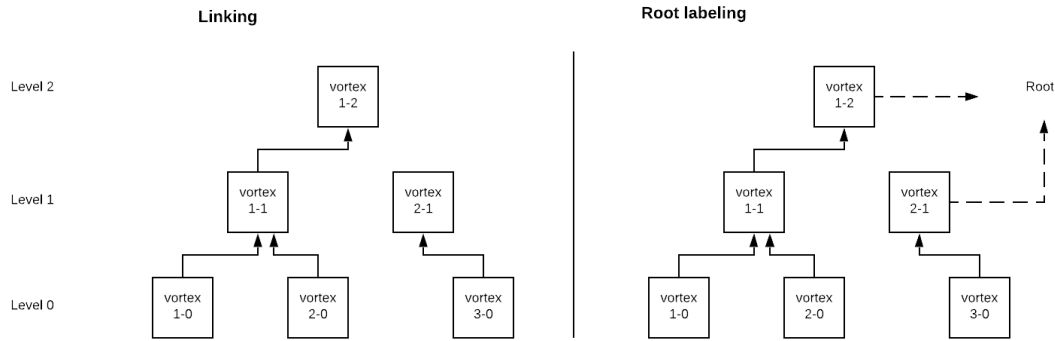 Linking
Root labeling
Level 2
vortex
1-2
vortex
1-2
Root
Level 1
vortex
1-1
vortex
2-1
vortex
1-1
vortex
2-1
Level 0
vortex
1-0
vortex
2-0
vortex
3-0
vortex
1-0
vortex
2-0
vortex
3-0